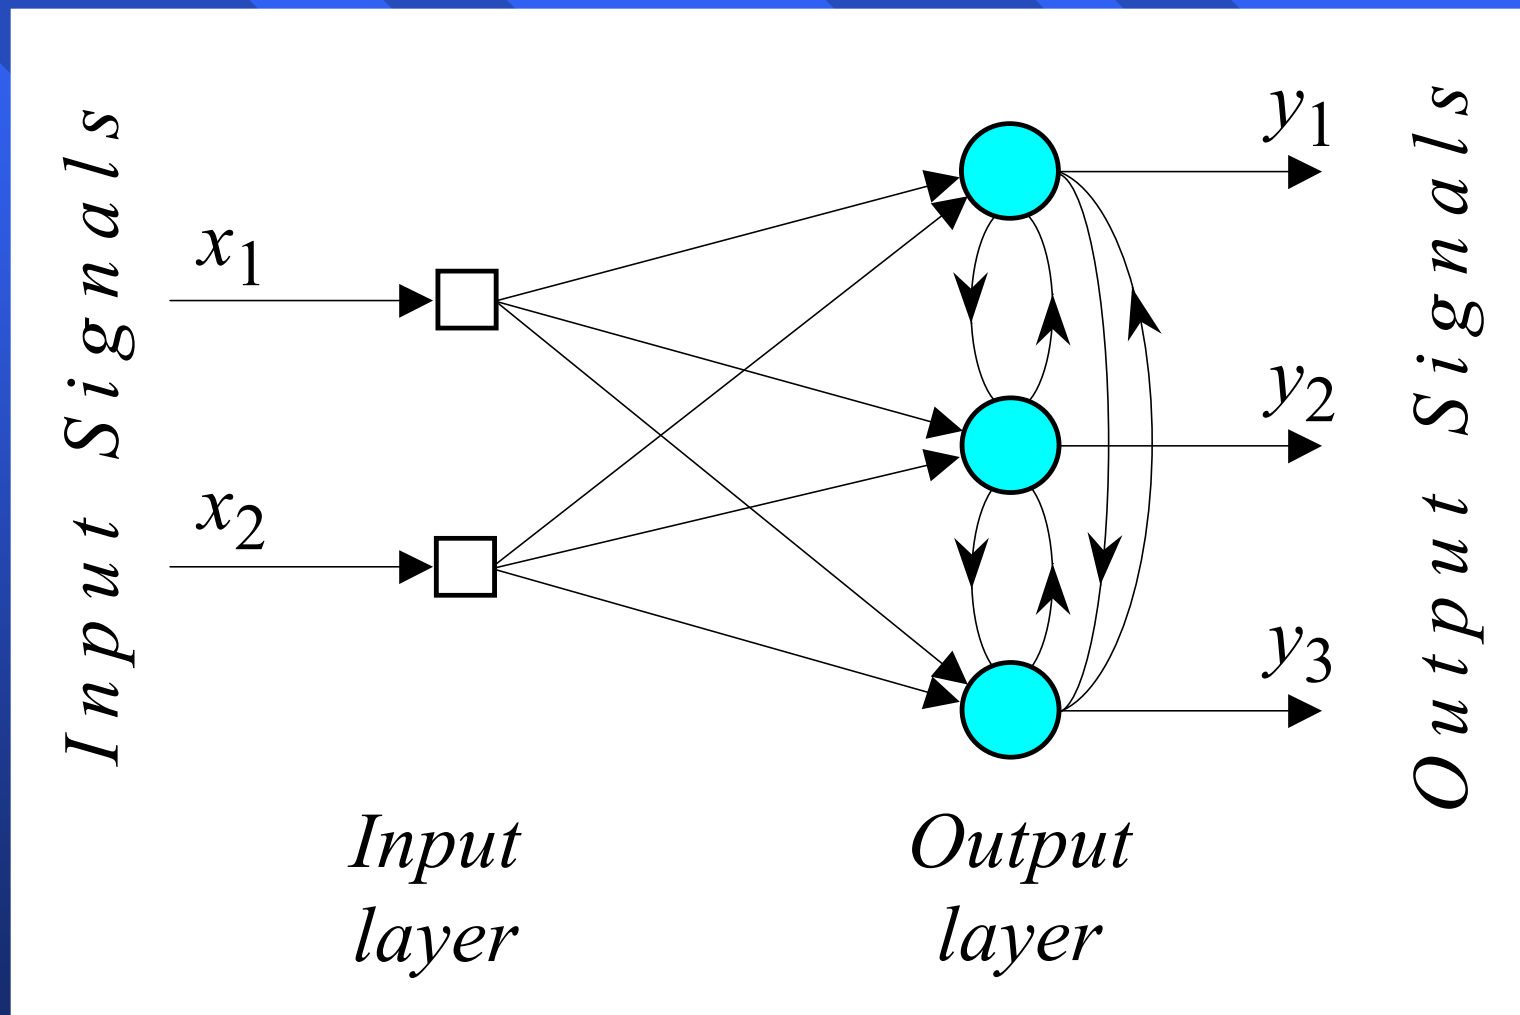 Input Signals
x1
x2
y1
y2
y3
Output Signals
Input
layer
Output
layer